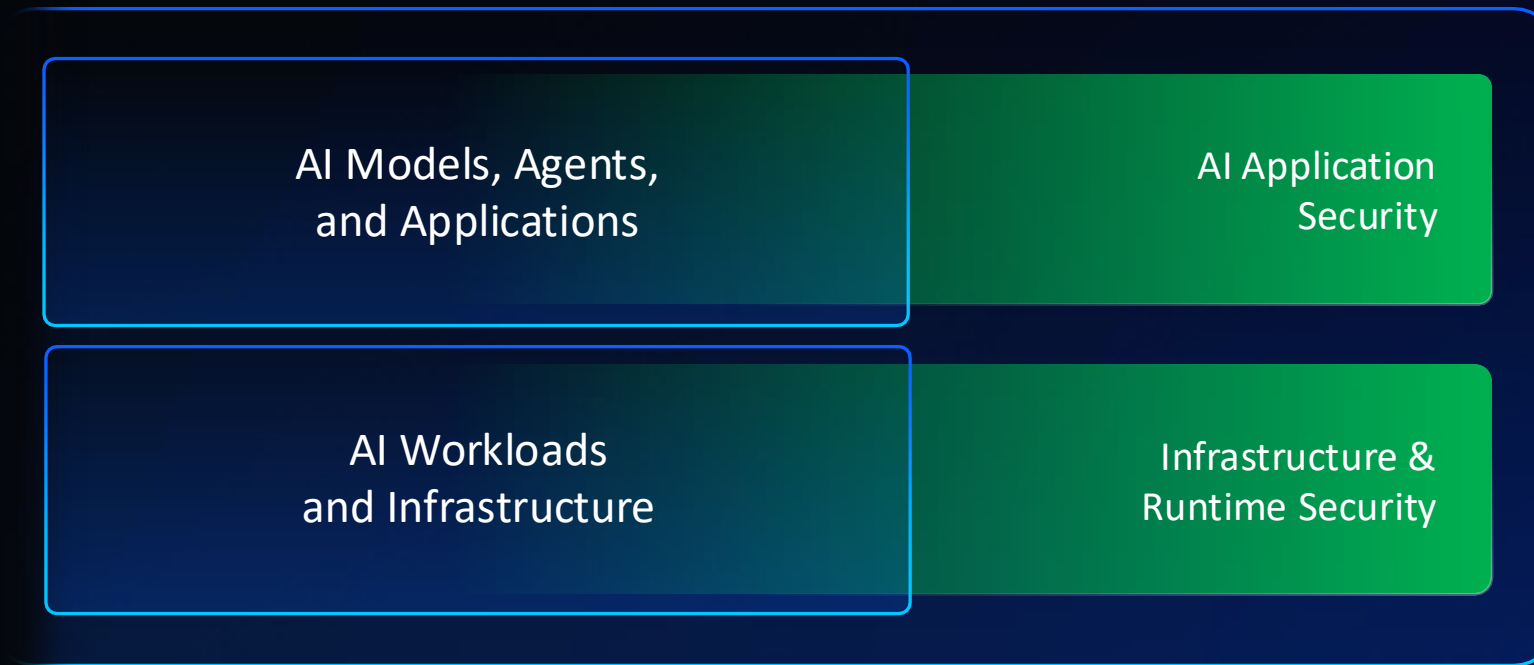 AI Models, Agents,
and Applications
AI Application
Security
AI Workloads
and Infrastructure
Infrastructure &
Runtime Security